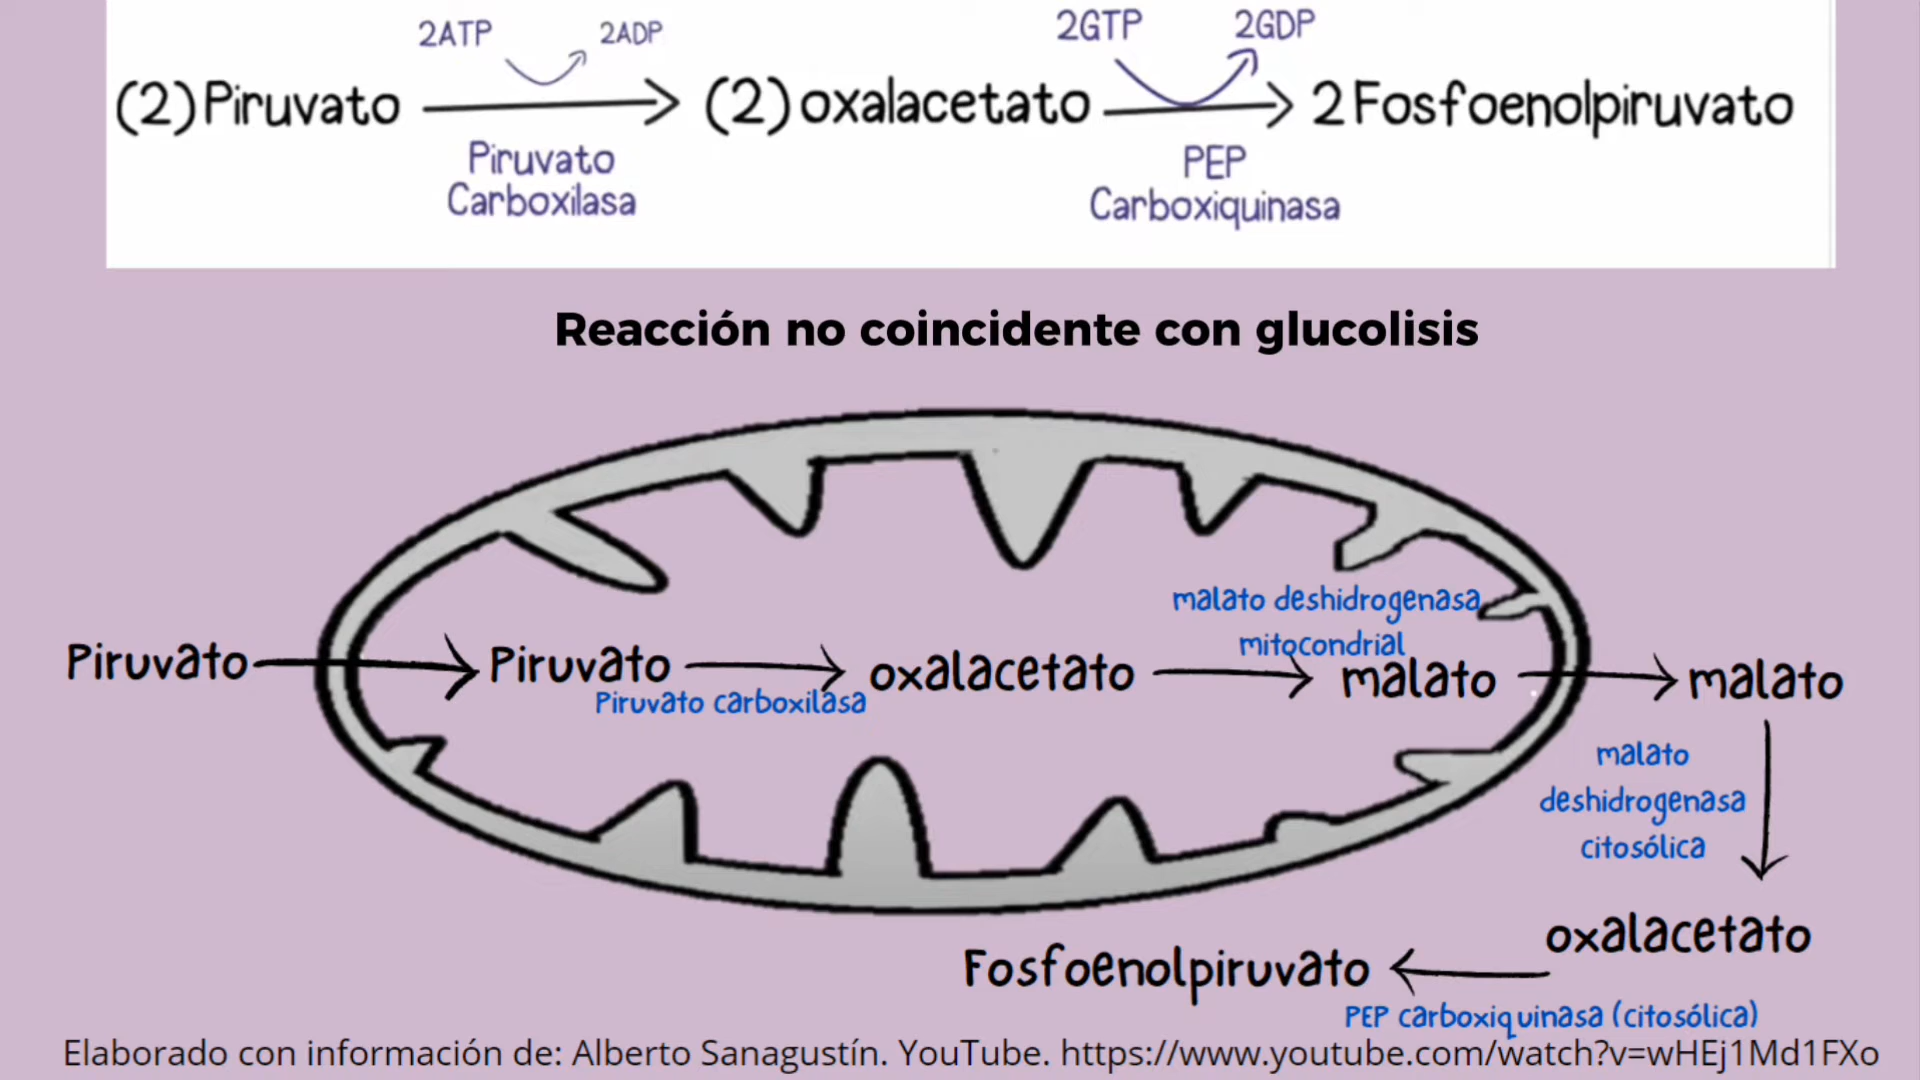 2ATP 2ADP 2GTP 2GDP
(2) Piruvato (2) oxalacetato 2 Fosfoenolpiruvato
Piruvato
Carboxilasa
PEP
Carboxiquinasa
Reacción no coincidente con glucolisis
malato deshidrogenasa
mitocondrial
Piruvato Piruvato oxalacetato malato malato
Piruvato carboxilasa
malato
deshidrogenasa
citosólica
oxalacetato
Fosfoenolpiruvato
PEP carboxiquinasa (citosólica)
Elaborado con información de: Alberto Sanagustín. YouTube. https://www.youtube.com/watch?v=wHEj1Md1FXo